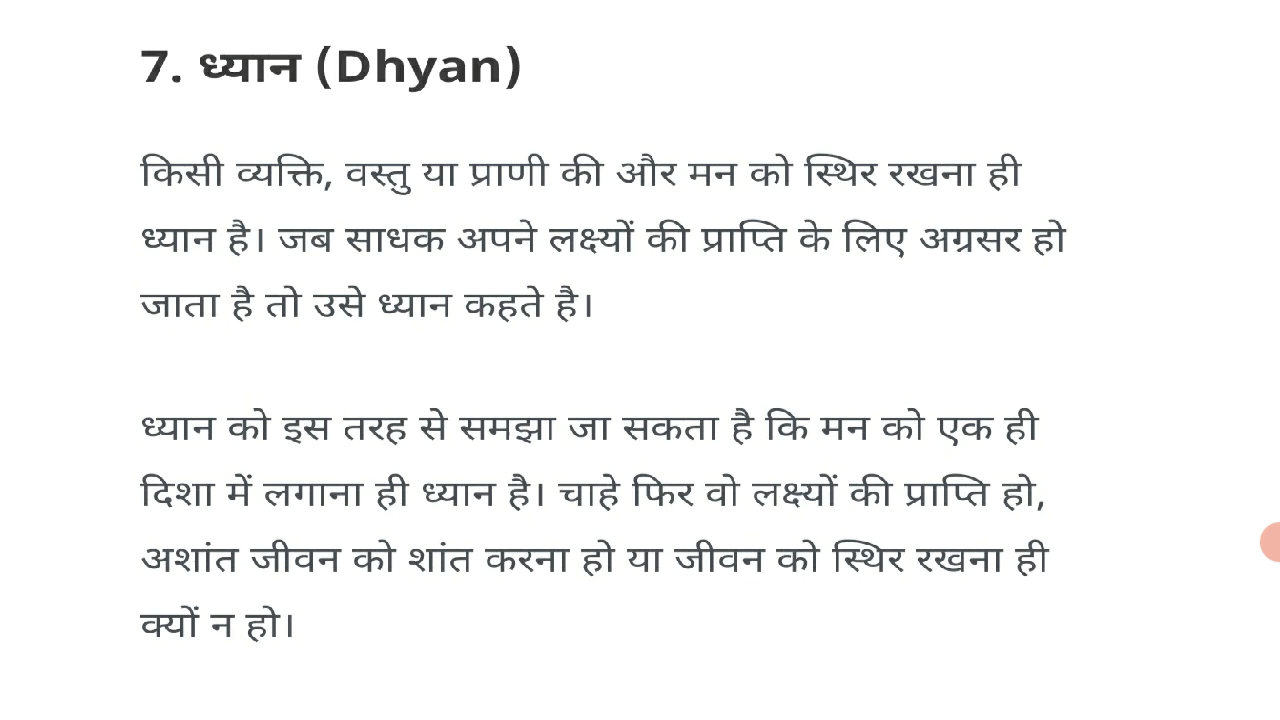 7. ध्यान (Dhyan)
किसी व्यक्ति, वस्तु या प्राणी की और मन को स्थिर रखना ही
ध्यान है। जब साधक अपने लक्ष्यों की प्राप्ति के लिए अग्रसर हो
जाता है तो उसे ध्यान कहते है।
ध्यान को इस तरह से समझा जा सकता है कि मन को एक ही
दिशा में लगाना ही ध्यान है। चाहे फिर वो लक्ष्यों की प्राप्ति हो,
अशांत जीवन को शांत करना हो या जीवन को स्थिर रखना ही
क्यों न हो।